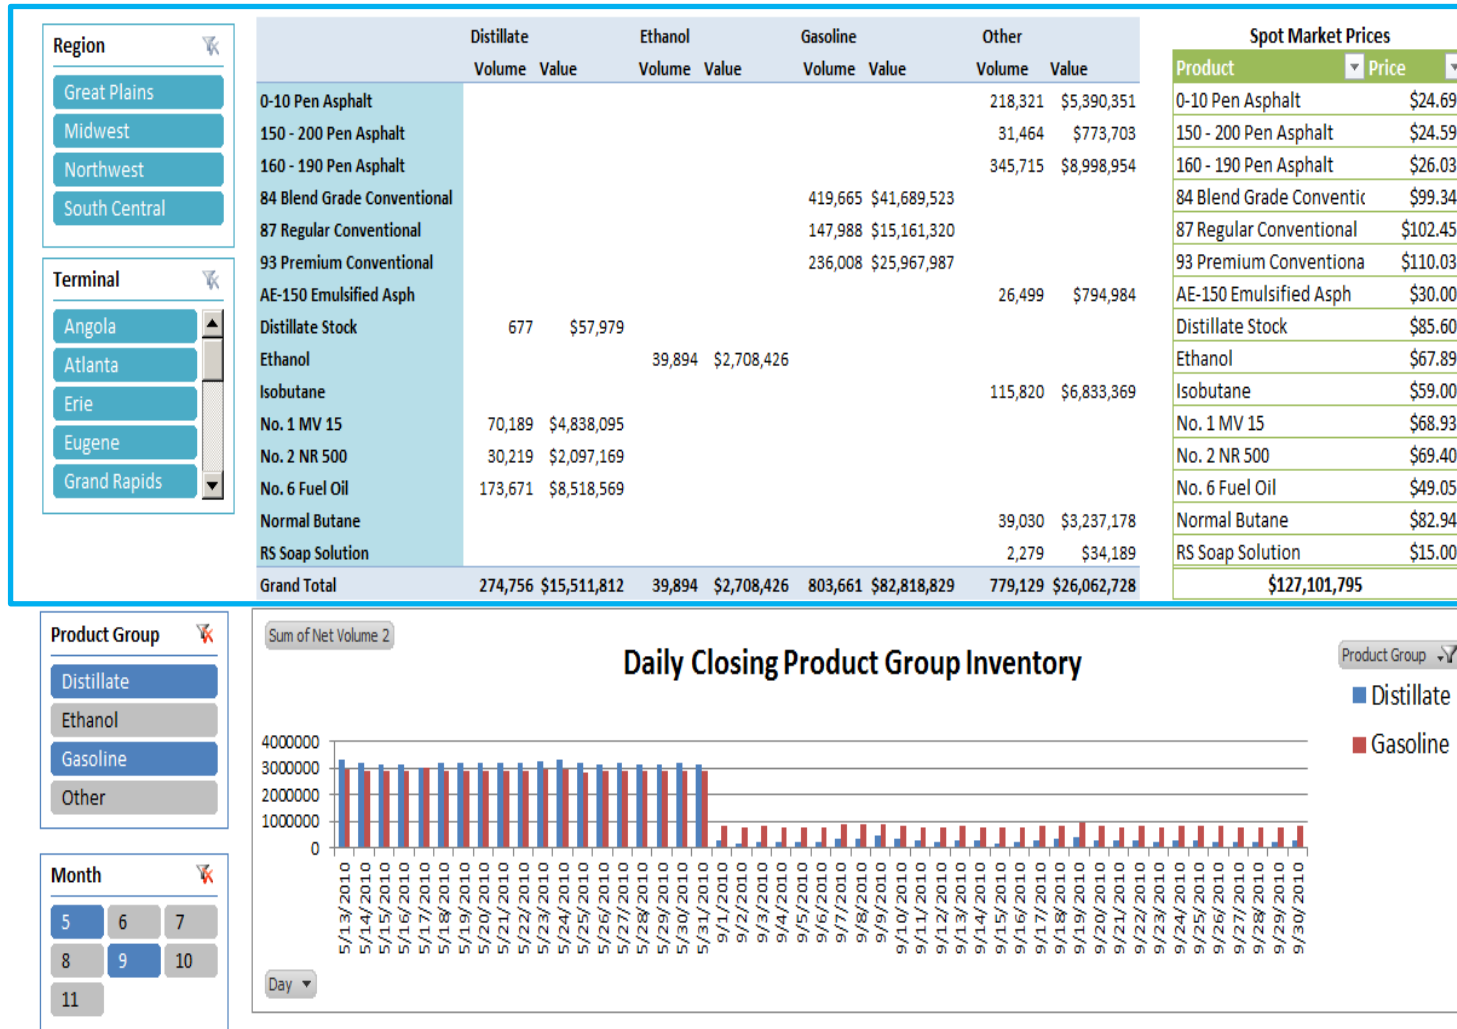 Region
Great Plains
Midwest
Northwest
South Central
Terminal
Angola
Atlanta
Erie
Eugene
Grand Rapids
Distillate Ethanol Gasoline Other
Volume Value Volume Value Volume Value Volume Value
0-10 Pen Asphalt 218,321 $5,390,351
150 - 200 Pen Asphalt 31,464 $773,703
160 - 190 Pen Asphalt 345,715 $8,998,954
84 Blend Grade Conventional 419,665 $41,689,523
87 Regular Conventional 147,988 $15,161,320
93 Premium Conventional 236,008 $25,967,987
AE-150 Emulsified Asph 26,499 $794,984
Distillate Stock 677 $57,979
Ethanol 39,894 $2,708,426
Isobutane 115,820 $6,833,369
No. 1 MV 15 70,189 $4,838,095
No. 2 NR 500 30,219 $2,097,169
No. 6 Fuel Oil 173,671 $8,518,569
Normal Butane 39,030 $3,237,178
RS Soap Solution 2,279 $34,189
Grand Total 274,756 $15,511,812 39,894 $2,708,426 803,661 $82,818,829 779,129 $26,062,728
Spot Market Prices
Product Price
0-10 Pen Asphalt $24.69
150 - 200 Pen Asphalt $24.59
160 - 190 Pen Asphalt $26.03
84 Blend Grade Conventic $99.34
87 Regular Conventional $102.45
93 Premium Conventiona $110.03
AE-150 Emulsified Asph $30.00
Distillate Stock $85.60
Ethanol $67.89
Isobutane $59.00
No. 1 MV 15 $68.93
No. 2 NR 500 $69.40
No. 6 Fuel Oil $49.05
Normal Butane $82.94
RS Soap Solution $15.00
$127,101,795
Product Group
Distillate
Ethanol
Gasoline
Other
Month
5 6 7
8 9 10
11
Sum of Net Volume 2
Daily Closing Product Group Inventory
Product Group
Distillate
Gasoline
4000000
3000000
2000000
1000000
0
5/13/2010
5/14/2010
5/15/2010
5/16/2010
5/17/2010
5/18/2010
5/19/2010
5/20/2010
5/21/2010
5/22/2010
5/23/2010
5/24/2010
5/25/2010
5/26/2010
5/27/2010
5/28/2010
5/29/2010
5/30/2010
5/31/2010
9/1/2010
9/2/2010
9/3/2010
9/4/2010
9/5/2010
9/6/2010
9/7/2010
9/8/2010
9/9/2010
9/10/2010
9/11/2010
9/12/2010
9/13/2010
9/14/2010
9/15/2010
9/16/2010
9/17/2010
9/18/2010
9/19/2010
9/20/2010
9/21/2010
9/22/2010
9/23/2010
9/24/2010
9/25/2010
9/26/2010
9/27/2010
9/28/2010
9/29/2010
9/30/2010
Day